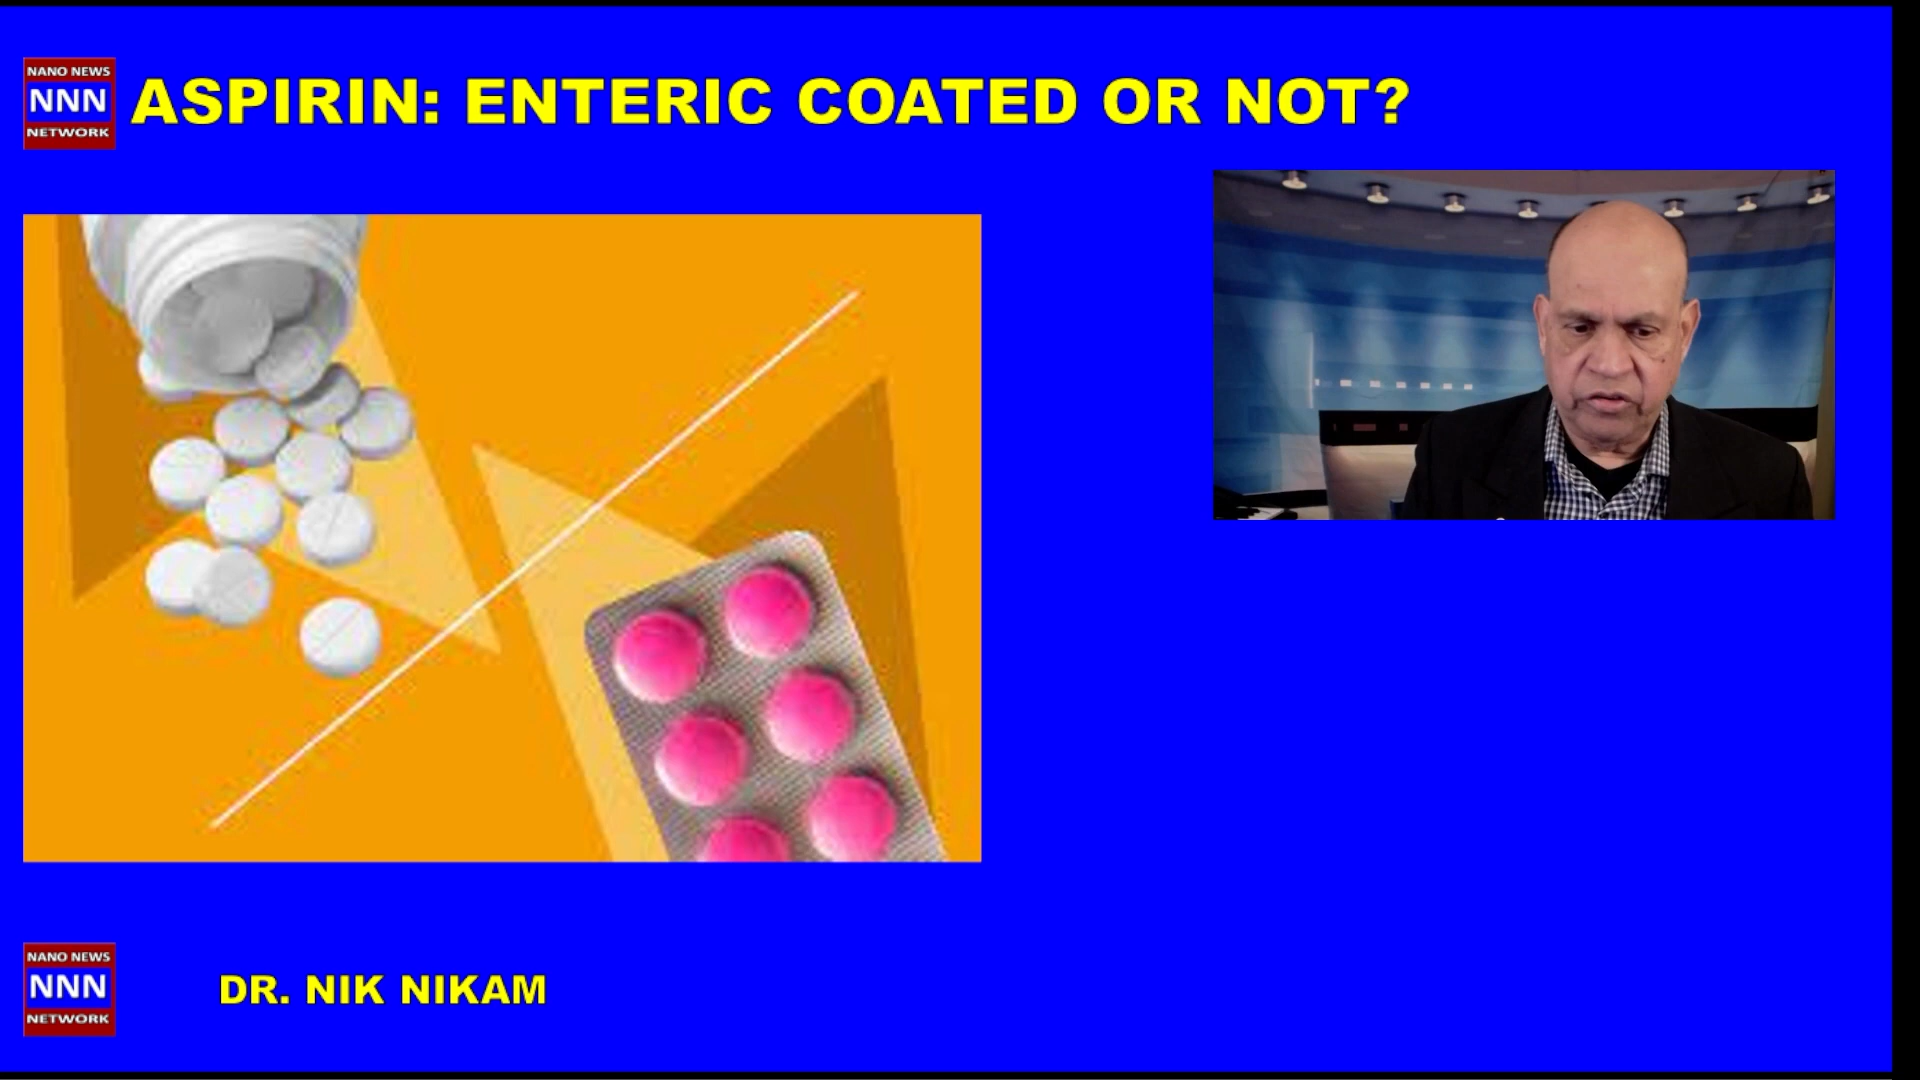 NANO NEWS
NNN
NETWORK
ASPIRIN: ENTERIC COATED OR NOT?
NANO NEWS
NNN
NETWORK
DR. NIK NIKAM